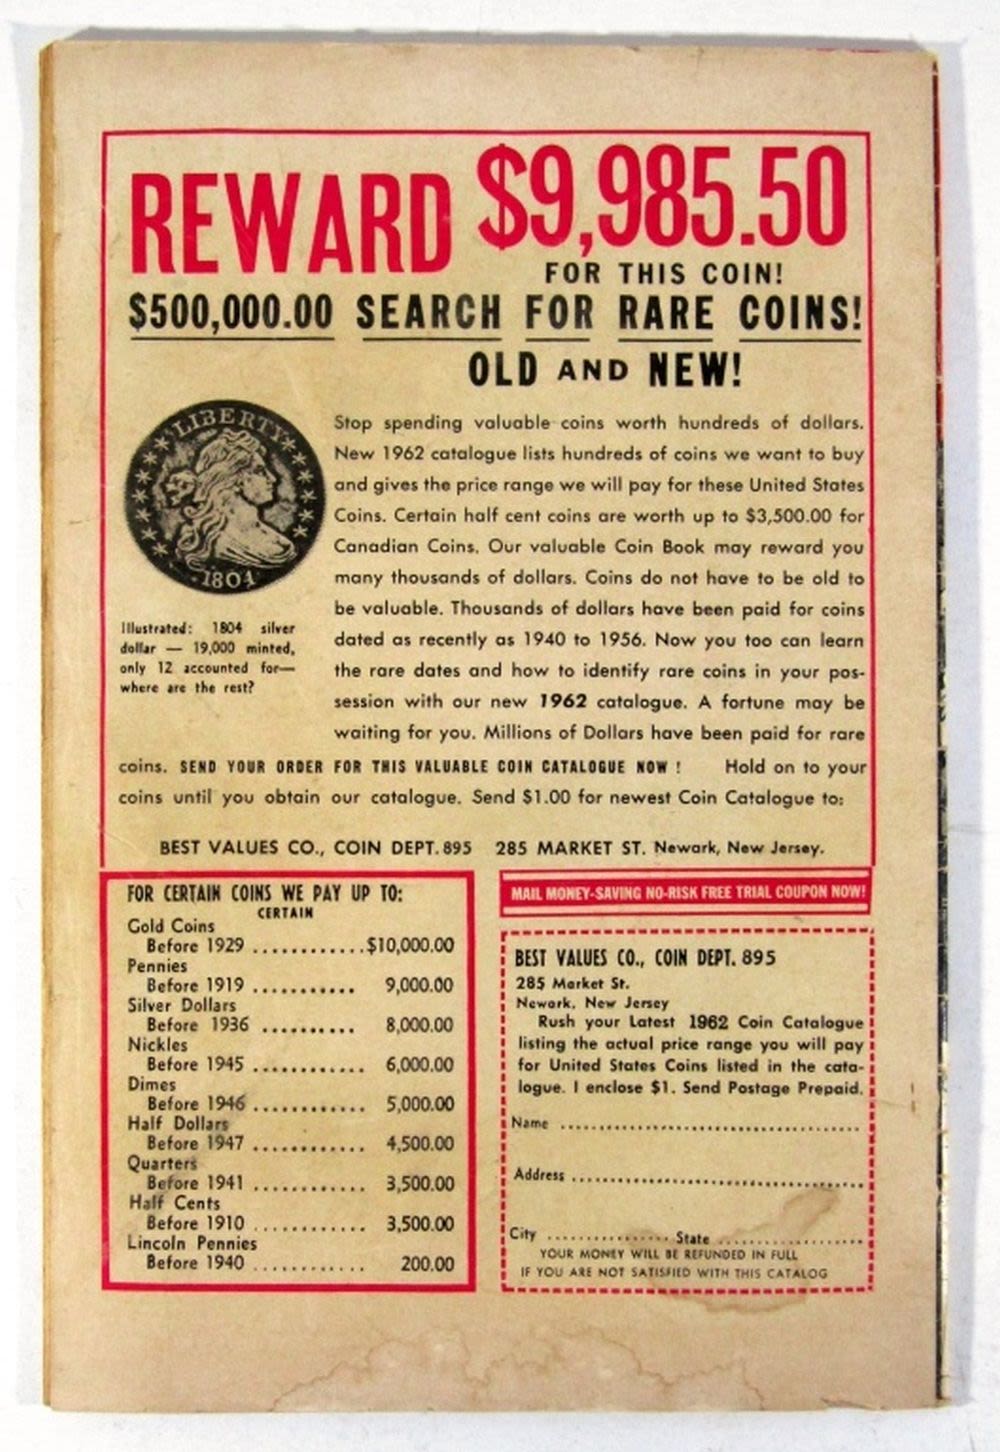 REWARD $9,985.50
FOR THIS COIN!
$500,000.00 SEARCH FOR RARE COINS!
OLD AND NEW!
LIBERTY
1804
Illustrated: 1804 silver
dollar — 19,000 minted,
only 12 accounted for—
where are the rest?
Stop spending valuable coins worth hundreds of dollars.
New 1962 catalogue lists hundreds of coins we want to buy
and gives the price range we will pay for these United States
Coins. Certain half cent coins are worth up to $3,500.00 for
Canadian Coins. Our valuable Coin Book may reward you
many thousands of dollars. Coins do not have to be old to
be valuable. Thousands of dollars have been paid for coins
dated as recently as 1940 to 1956. Now you too can learn
the rare dates and how to identify rare coins in your pos-
session with our new 1962 catalogue. A fortune may be
waiting for you. Millions of Dollars have been paid for rare
coins. SEND YOUR ORDER FOR THIS VALUABLE COIN CATALOGUE NOW ! Hold on to your
coins until you obtain our catalogue. Send $1.00 for newest Coin Catalogue to:
BEST VALUES CO., COIN DEPT. 895 285 MARKET ST. Newark, New Jersey.
FOR CERTAIN COINS WE PAY UP TO:
CERTAIN
Gold Coins
Before 1929 ............ $10,000.00
Pennies
Before 1919 ........... 9,000.00
Silver Dollars
Before 1936 .......... 8,000.00
Nickles
Before 1945 ............ 6,000.00
Dimes
Before 1946 ............ 5,000.00
Half Dollars
Before 1947 ............ 4,500.00
Quarters
Before 1941 ............ 3,500.00
Half Cents
Before 1910 ............ 3,500.00
Lincoln Pennies
Before 1940 ............ 200.00
MAIL MONEY-SAVING NO-RISK FREE TRIAL COUPON NOW!
BEST VALUES CO., COIN DEPT. 895
285 Market St.
Newark, New Jersey
Rush your Latest 1962 Coin Catalogue
listing the actual price range you will pay
for United States Coins listed in the cata-
logue. I enclose $1. Send Postage Prepaid.
Name ........................................
Address ........................................
City ................ State ...................
YOUR MONEY WILL BE REFUNDED IN FULL
IF YOU ARE NOT SATISFIED WITH THIS CATALOG